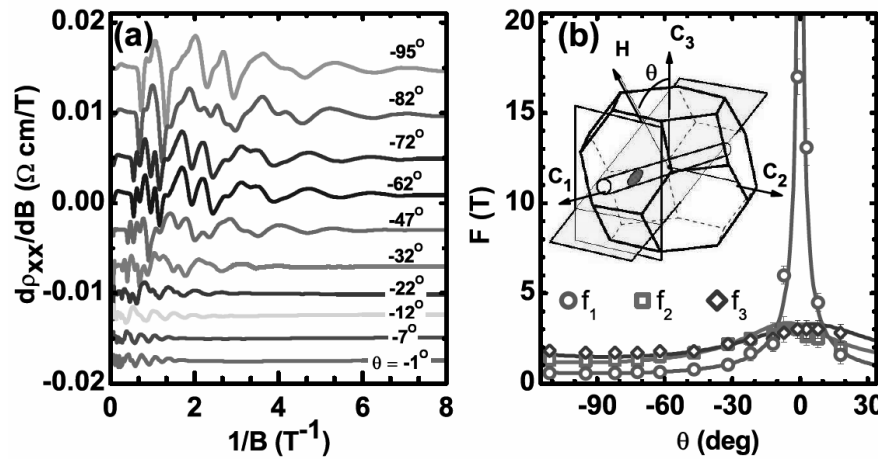 (a)
dρxx/dB (Ω cm/T)
0.02
0.01
0.00
-0.01
-0.02
-95°
-82°
-72°
-62°
-47°
-32°
-22°
-12°
-7°
θ = -1°
0 2 4 6 8
1/B (T⁻¹)
(b)
F (T)
20
15
10
5
0
H
θ
C₃
C₁
C₂
f₁ f₂ f₃
-90 -60 -30 0 30
θ (deg)